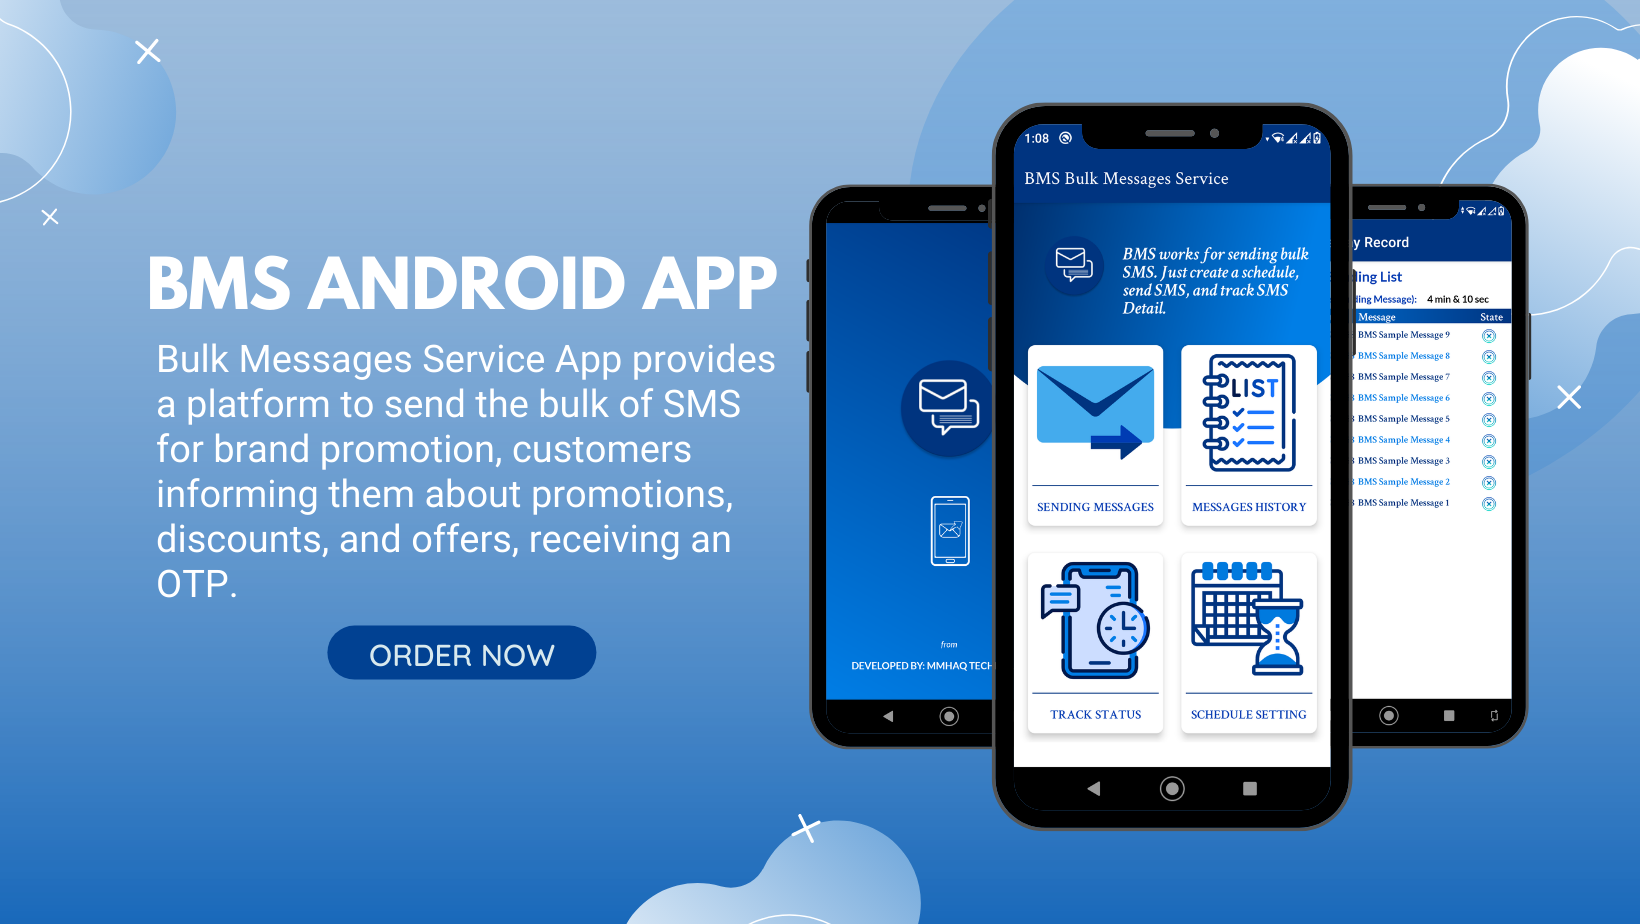 BMS ANDROID APP
Bulk Messages Service App provides
a platform to send the bulk of SMS
for brand promotion, customers
informing them about promotions,
discounts, and offers, receiving an
OTP.
ORDER NOW
from
DEVELOPED BY: MMHAQ TECH
1:08
BMS Bulk Messages Service
BMS works for sending bulk
SMS. Just create a schedule,
send SMS, and track SMS
Detail.
LIST
SENDING MESSAGES
MESSAGES HISTORY
TRACK STATUS
SCHEDULE SETTING
y Record
ling List
ding Message): 4 min & 10 sec
Message State
BMS Sample Message 9
BMS Sample Message 8
BMS Sample Message 7
BMS Sample Message 6
BMS Sample Message 5
BMS Sample Message 4
BMS Sample Message 3
BMS Sample Message 2
BMS Sample Message 1